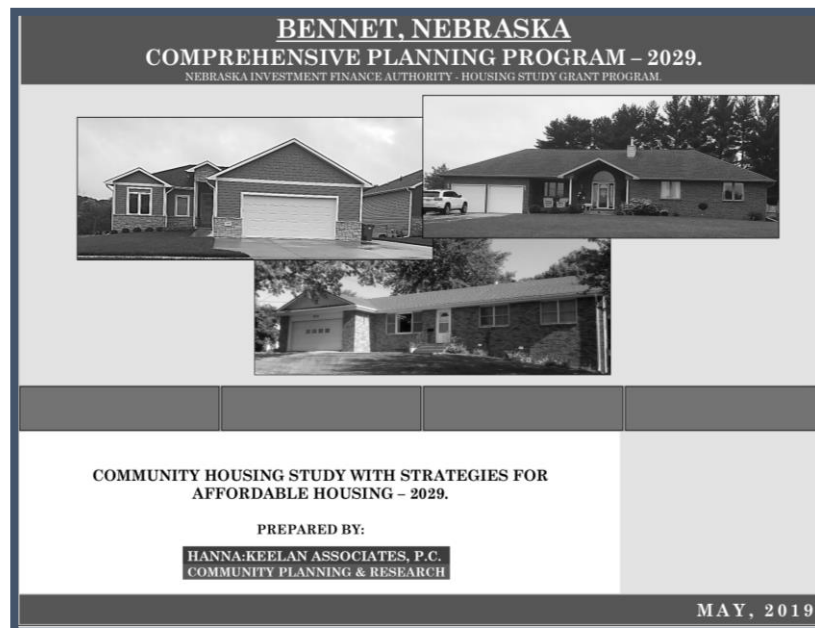 BENNET, NEBRASKA
COMPREHENSIVE PLANNING PROGRAM – 2029.
NEBRASKA INVESTMENT FINANCE AUTHORITY - HOUSING STUDY GRANT PROGRAM.
COMMUNITY HOUSING STUDY WITH STRATEGIES FOR
AFFORDABLE HOUSING – 2029.
PREPARED BY:
HANNA:KEELAN ASSOCIATES, P.C.
COMMUNITY PLANNING & RESEARCH
MAY, 2019